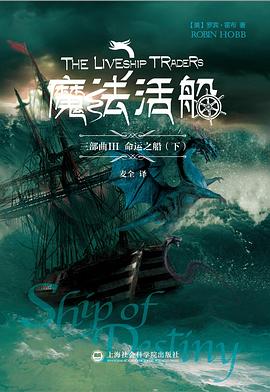 【美】罗宾·霍布 著
ROBIN HOBB
THE LIVESHIP TRADERS
魔法活船
三部曲III 命运之船（下）
麦全 译
Ship of
Destiny
上海社会科学院出版社